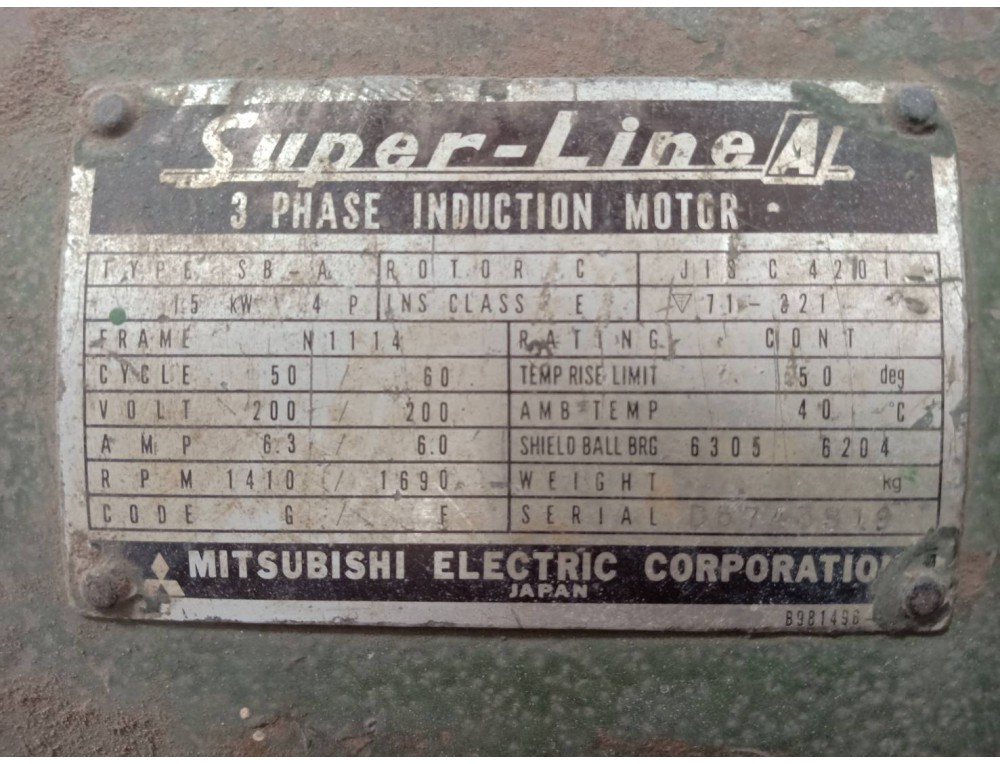 Super-Line A
3 PHASE INDUCTION MOTOR
TYPE SB-A ROTOR C JIS C 4201
1.5 KW 4 P INS CLASS E 71-321
FRAME N1114 RATING CONT
CYCLE 50 / 60 TEMP RISE LIMIT 50 deg
VOLT 200 / 200 AMB TEMP 40 °C
AMP 6.3 / 6.0 SHIELD BALL BRG 6305 6204
RPM 1410 / 1690 WEIGHT kg
CODE G / F SERIAL
MITSUBISHI ELECTRIC CORPORATION
JAPAN